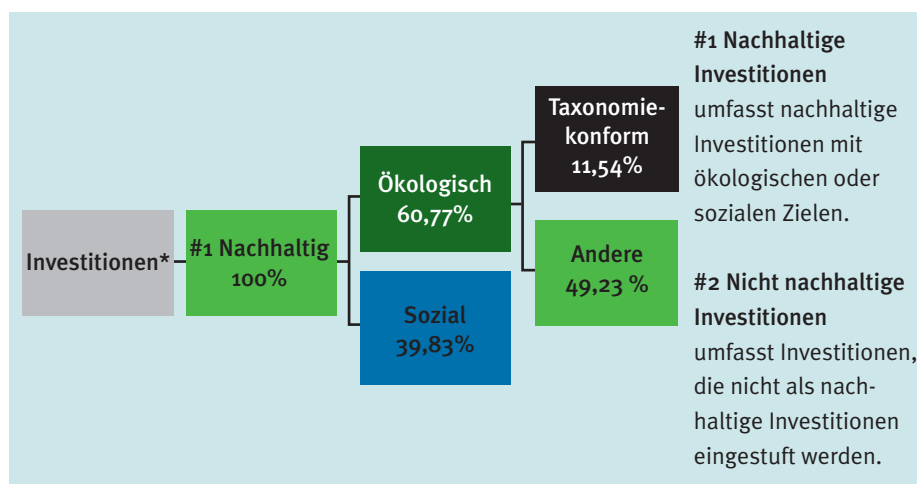 Investitionen*
#1 Nachhaltig
100%
Ökologisch
60,77%
Sozial
39,83%
Taxonomie-
konform
11,54%
Andere
49,23 %
#1 Nachhaltige
Investitionen
umfasst nachhaltige
Investitionen mit
ökologischen oder
sozialen Zielen.
#2 Nicht nachhaltige
Investitionen
umfasst Investitionen,
die nicht als nach-
haltige Investitionen
eingestuft werden.